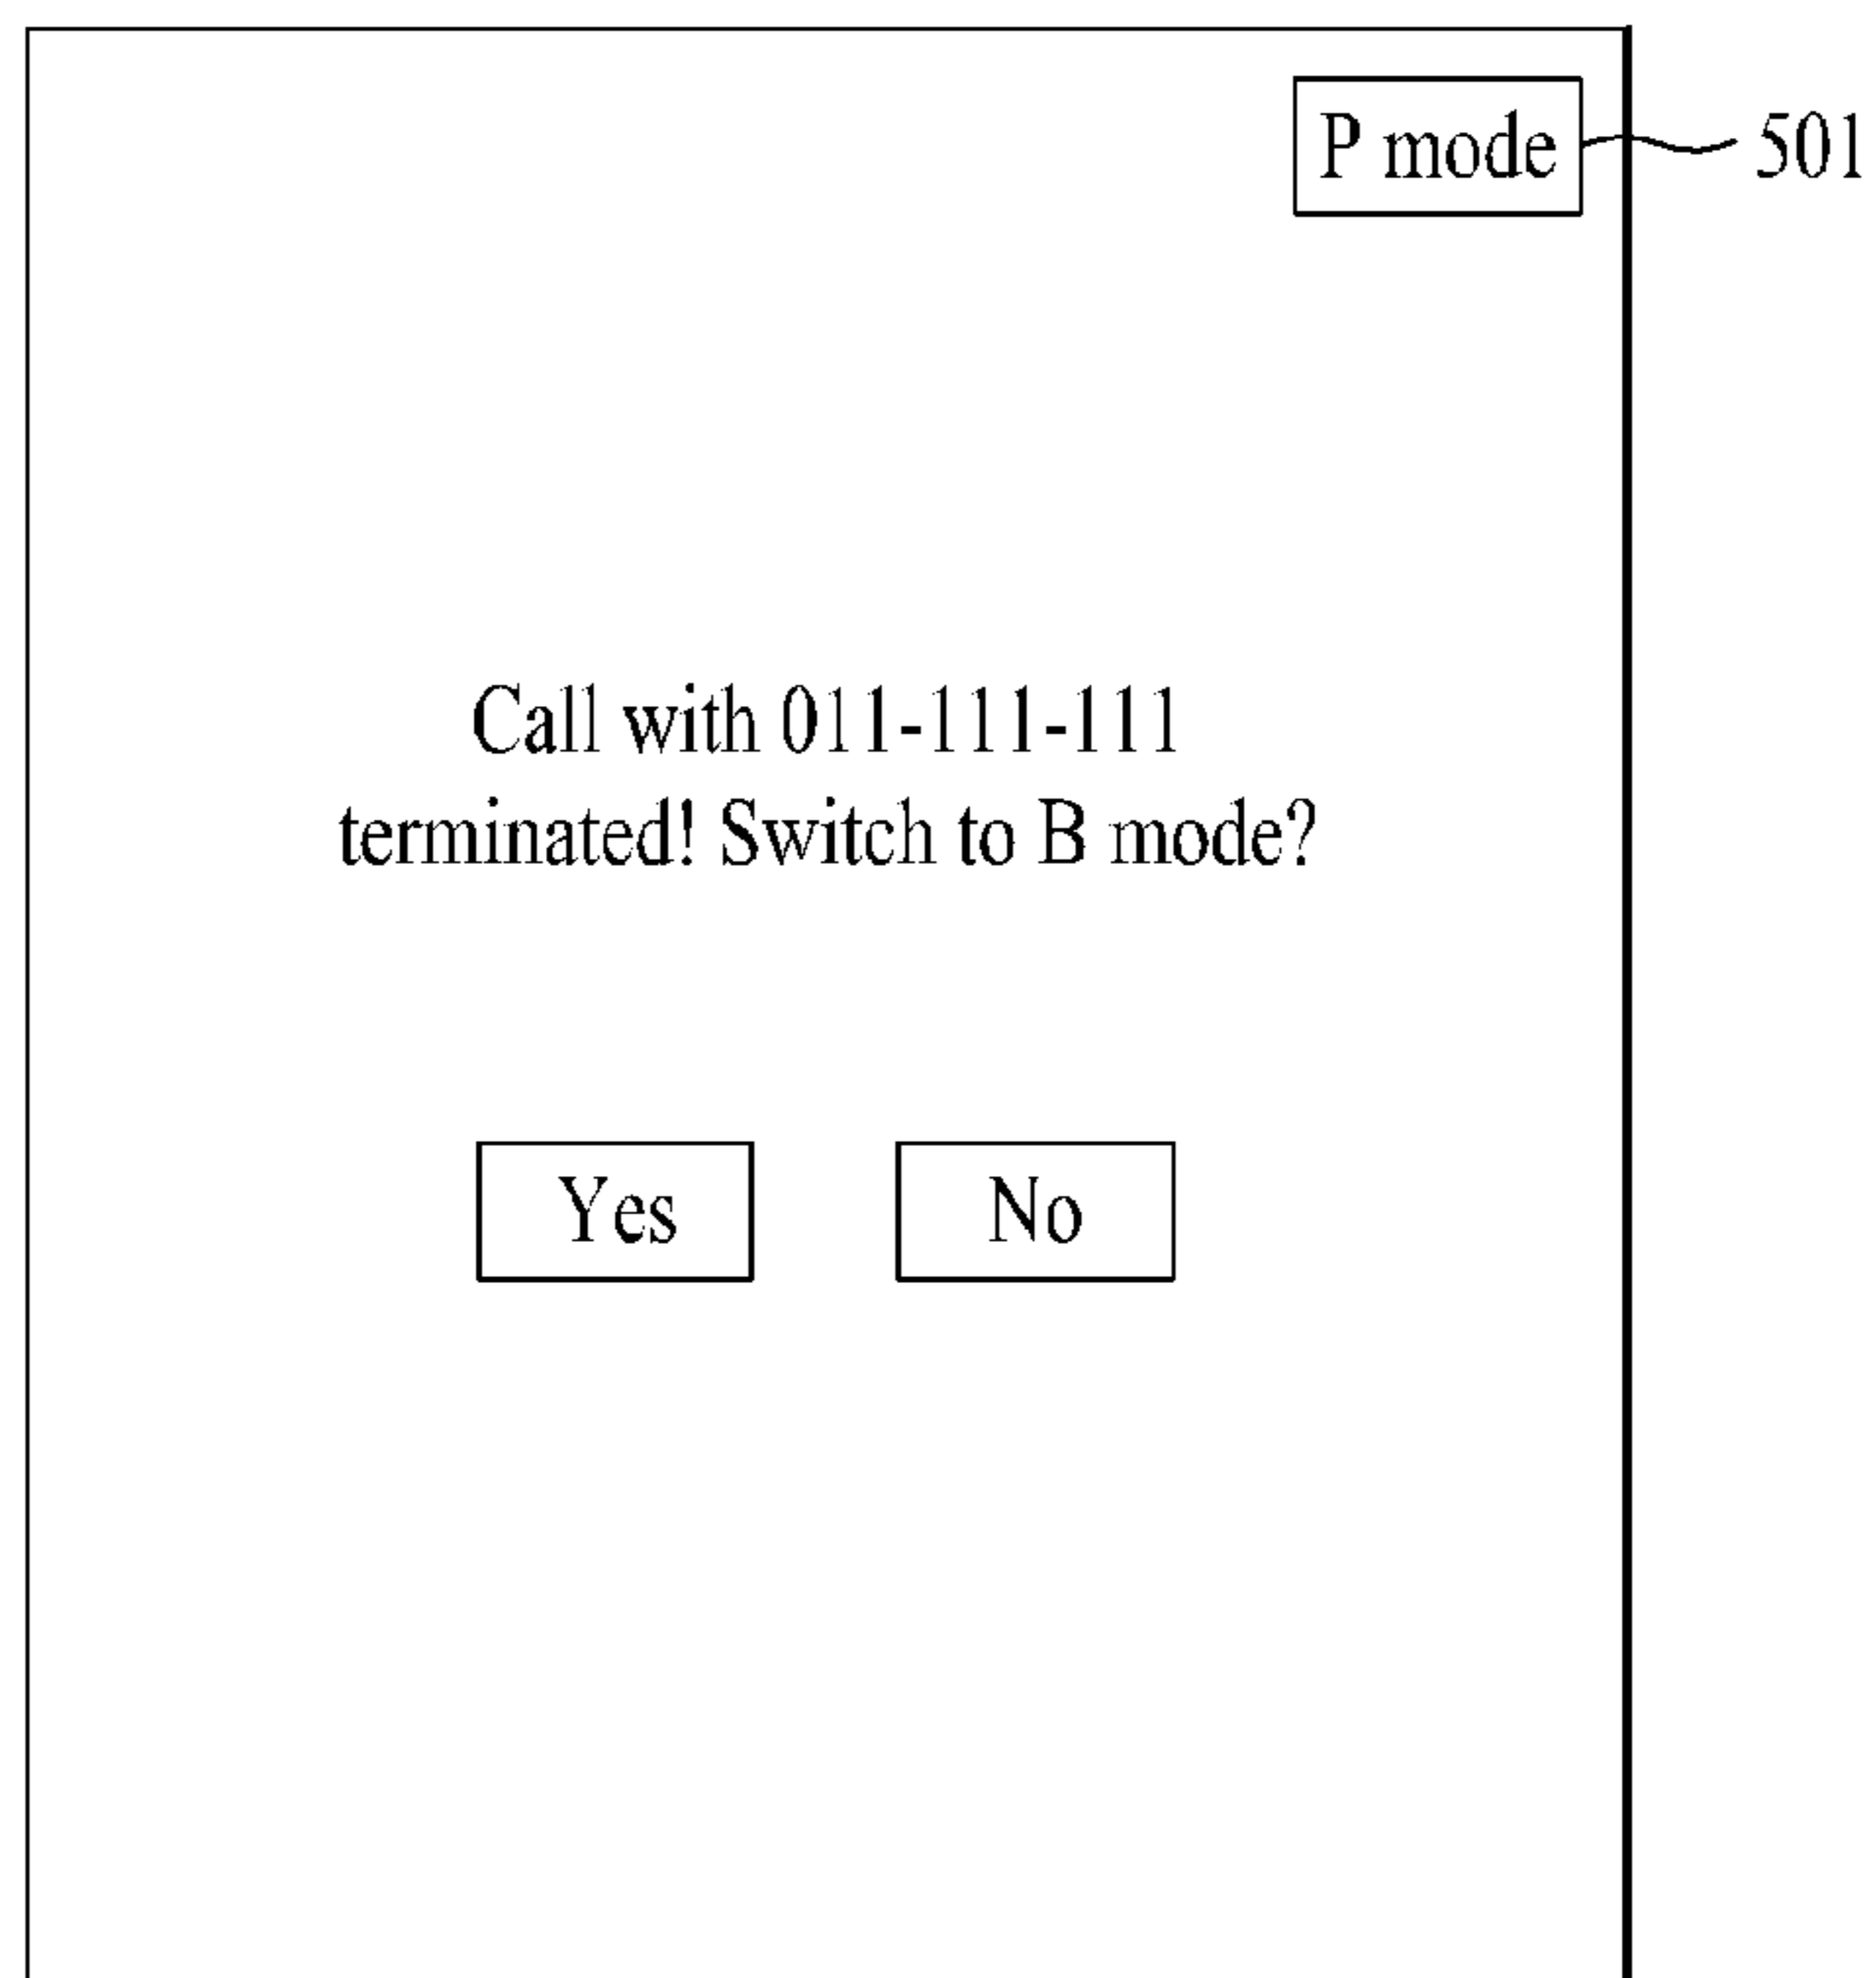 P mode 501
Call with 011-111-111
terminated! Switch to B mode?
Yes No